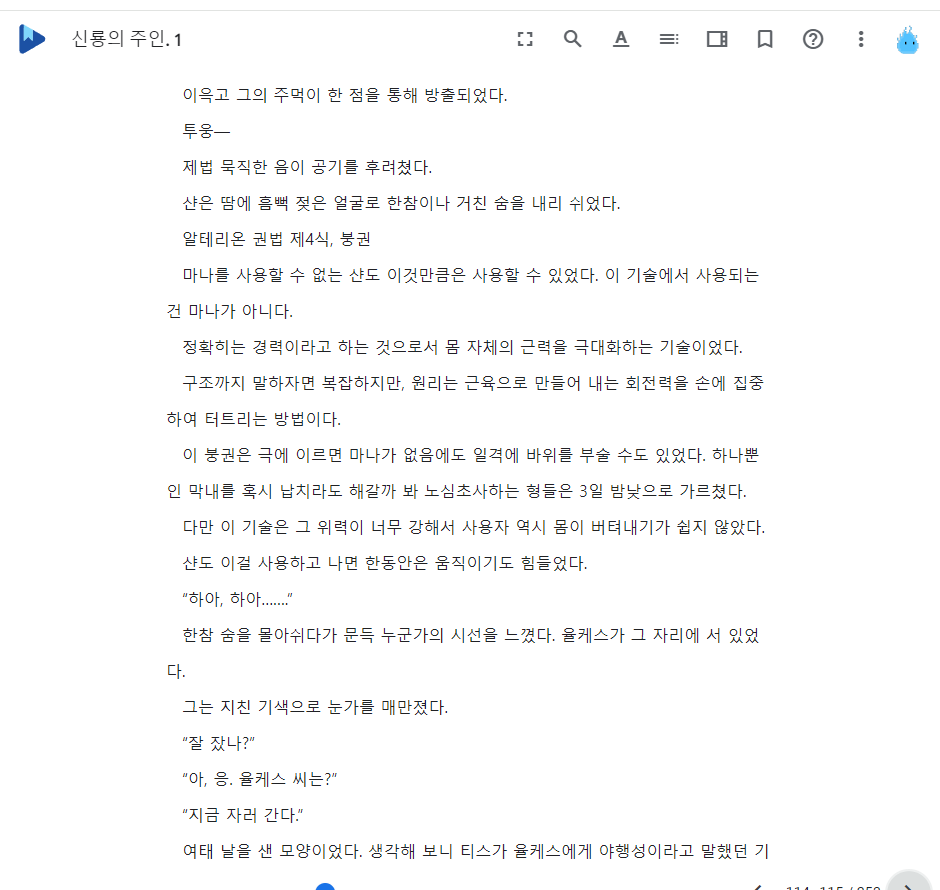 신룡의 주인. 1
이윽고 그의 주먹이 한 점을 통해 방출되었다.
투웅—
제법 묵직한 음이 공기를 후려쳤다.
샨은 땀에 흠뻑 젖은 얼굴로 한참이나 거친 숨을 내리 쉬었다.
알테리온 권법 제4식, 붕권
마나를 사용할 수 없는 샨도 이것만큼은 사용할 수 있었다. 이 기술에서 사용되는
건 마나가 아니다.
정확히는 경력이라고 하는 것으로서 몸 자체의 근력을 극대화하는 기술이었다.
구조까지 말하자면 복잡하지만, 원리는 근육으로 만들어 내는 회전력을 손에 집중
하여 터트리는 방법이다.
이 붕권은 극에 이르면 마나가 없음에도 일격에 바위를 부술 수도 있었다. 하나뿐
인 막내를 혹시 납치라도 해갈까 봐 노심초사하는 형들은 3일 밤낮으로 가르쳤다.
다만 이 기술은 그 위력이 너무 강해서 사용자 역시 몸이 버텨내기가 쉽지 않았다.
샨도 이걸 사용하고 나면 한동안은 움직이기도 힘들었다.
“하아, 하아…….”
한참 숨을 몰아쉬다가 문득 누군가의 시선을 느꼈다. 율케스가 그 자리에 서 있었
다.
그는 지친 기색으로 눈가를 매만졌다.
“잘 잤나?”
“아, 응. 율케스 씨는?”
“지금 자러 간다.”
여태 날을 샌 모양이었다. 생각해 보니 티스가 율케스에게 야행성이라고 말했던 기